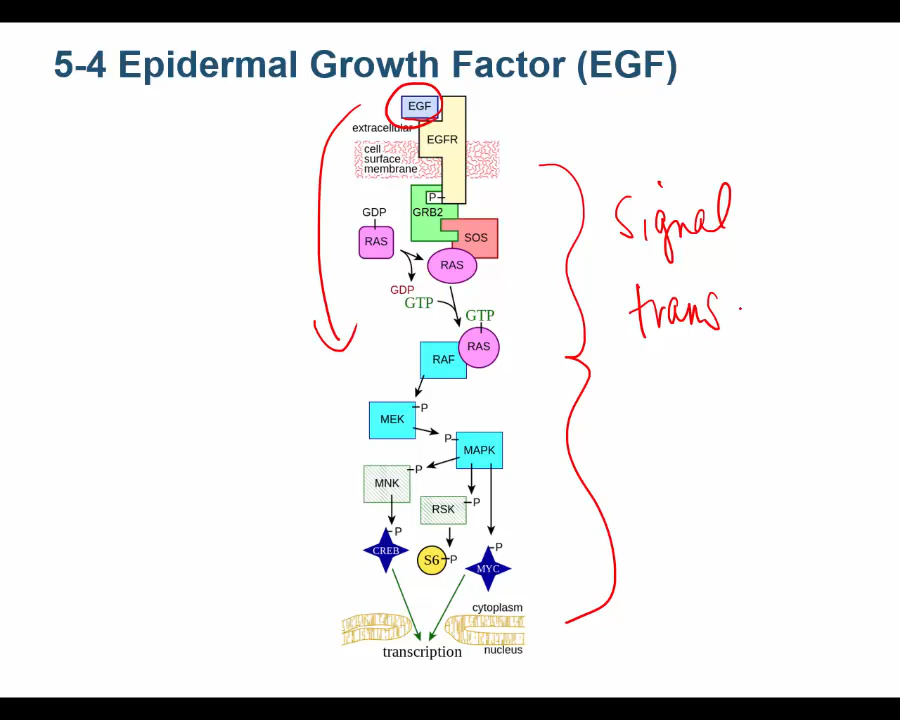 5-4 Epidermal Growth Factor (EGF)
EGF
extracellular
EGFR
cell
surface
membrane
P
GRB2
GDP
RAS
SOS
RAS
GDP
GTP
GTP
RAS
RAF
MEK
P
P
MAPK
P
MNK
RSK
P
P
CREB
S6
P
P
MYC
cytoplasm
nucleus
transcription
signal
trans